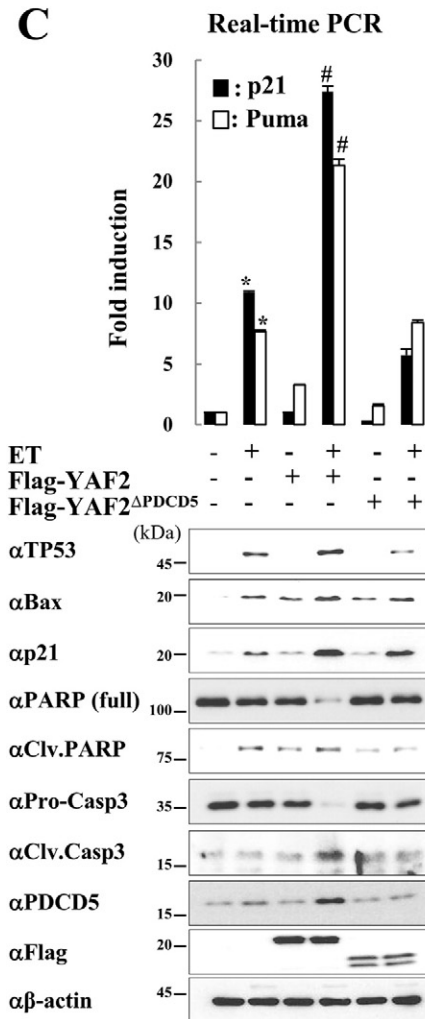 C Real-time PCR
30
25
20
15
10
5
0
Fold induction
■: p21
□: Puma
* * # #
ET - + - + - +
Flag-YAF2 - - + + - -
Flag-YAF2ΔPDCD5 - - - - + +
(kDa)
αTP53 45
αBax 20
αp21 20
αPARP (full) 100
αClv.PARP 75
αPro-Casp3 35
αClv.Casp3 15
αPDCD5 15
αFlag 20
αβ-actin 45